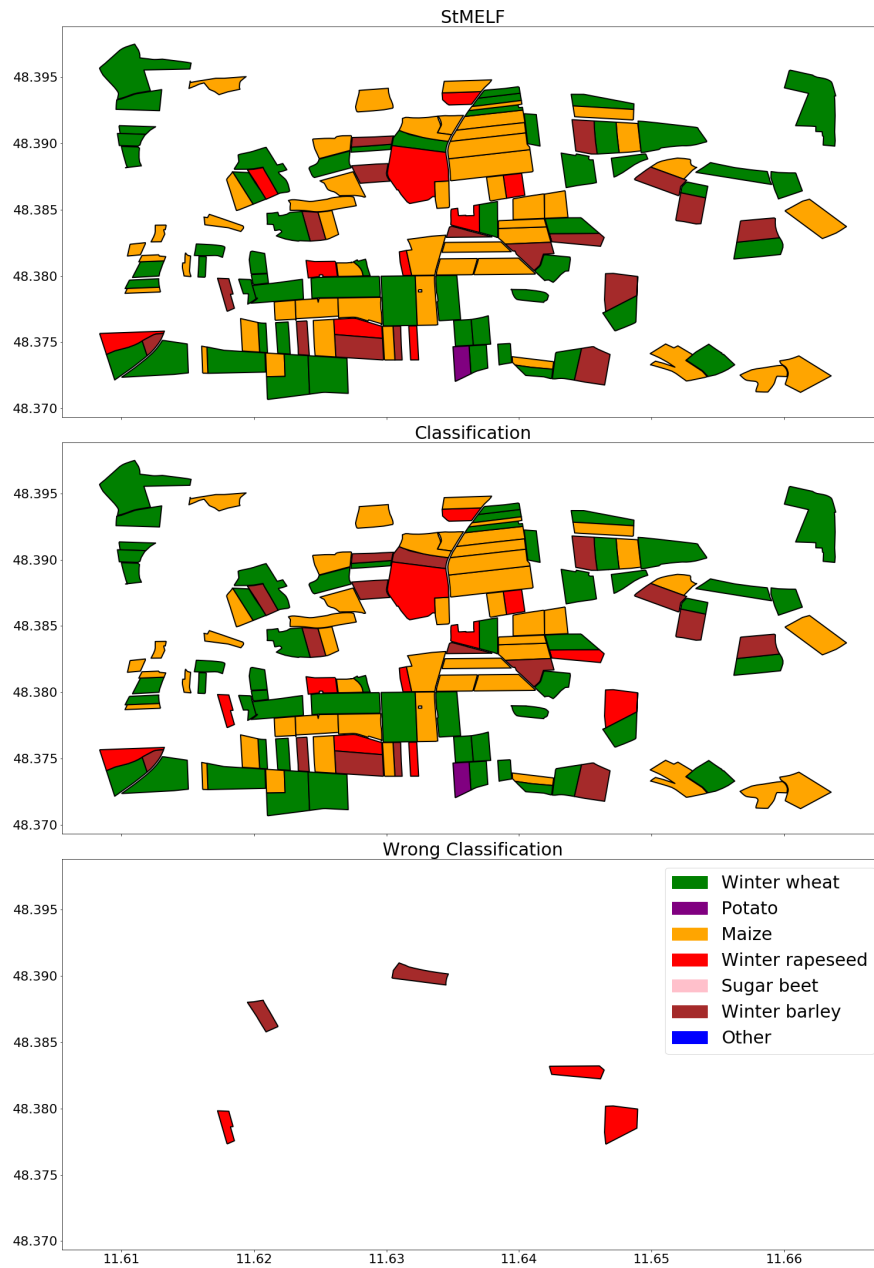 StMELF
48.395
48.390
48.385
48.380
48.375
48.370
Classification
48.395
48.390
48.385
48.380
48.375
48.370
Wrong Classification
48.395
48.390
48.385
48.380
48.375
48.370
Winter wheat
Potato
Maize
Winter rapeseed
Sugar beet
Winter barley
Other
11.61 11.62 11.63 11.64 11.65 11.66